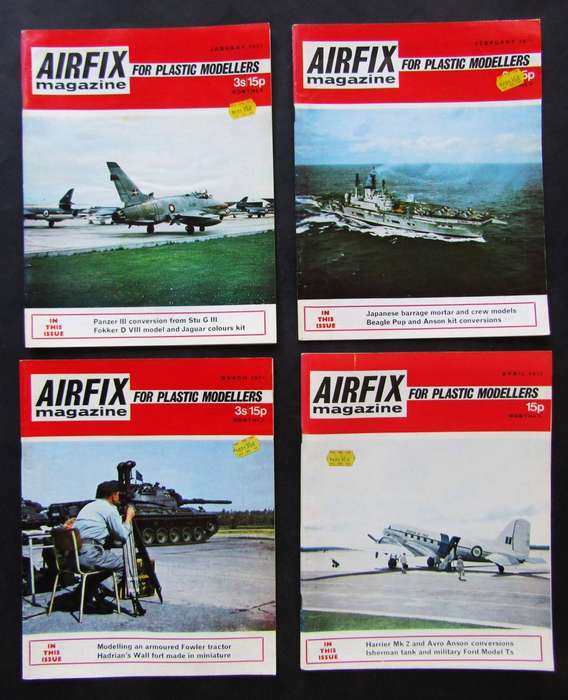 JANUARY 1971
AIRFIX
magazine
FOR PLASTIC MODELLERS
3s/15p
MONTHLY
IN
THIS
ISSUE
Panzer III conversion from Stu G III
Fokker D VIII model and Jaguar colours kit
FEBRUARY 1971
AIRFIX
magazine
FOR PLASTIC MODELLERS
5p
IN
THIS
ISSUE
Japanese barrage mortar and crew models
Beagle Pup and Anson kit conversions
MARCH 1971
AIRFIX
magazine
FOR PLASTIC MODELLERS
3s/15p
MONTHLY
IN
THIS
ISSUE
Modelling an armoured Fowler tractor
Hadrian's Wall fort made in miniature
APRIL 1971
AIRFIX
magazine
FOR PLASTIC MODELLERS
15p
MONTHLY
IN
THIS
ISSUE
Harrier Mk 2 and Avro Anson conversions
Isherman tank and military Ford Model Ts